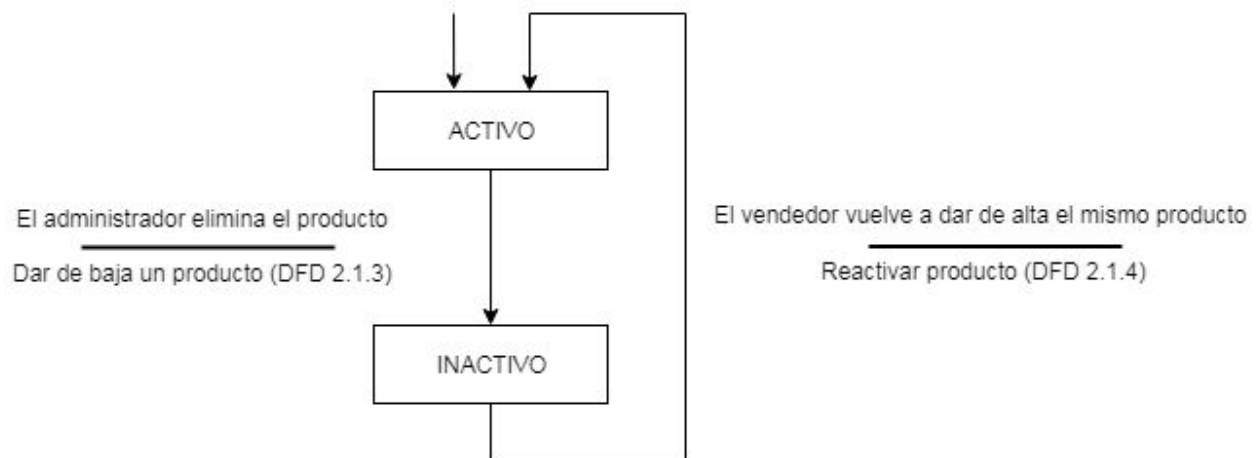 ACTIVO
El administrador elimina el producto
Dar de baja un producto (DFD 2.1.3)
El vendedor vuelve a dar de alta el mismo producto
Reactivar producto (DFD 2.1.4)
INACTIVO